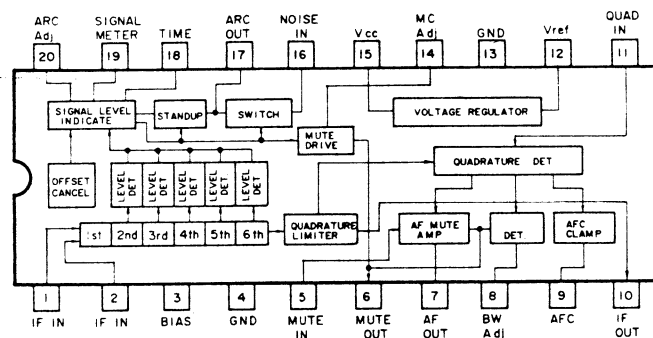 ARC Adj
SIGNAL METER
TIME
ARC OUT
NOISE IN
Vcc
MC Adj
GND
Vref
QUAD IN
20
19
18
17
16
15
14
13
12
11
SIGNAL LEVEL INDICATE
STANDUP
SWITCH
VOLTAGE REGULATOR
MUTE DRIVE
OFFSET CANCEL
LEVEL DET
LEVEL DET
LEVEL DET
LEVEL DET
LEVEL DET
QUADRATURE DET
1st
2nd
3rd
4th
5th
6th
QUADRATURE LIMITER
AF MUTE AMP
DET.
AFC CLAMP
1
2
3
4
5
6
7
8
9
10
IF IN
IF IN
BIAS
GND
MUTE IN
MUTE OUT
AF OUT
BW Adj
AFC
IF OUT